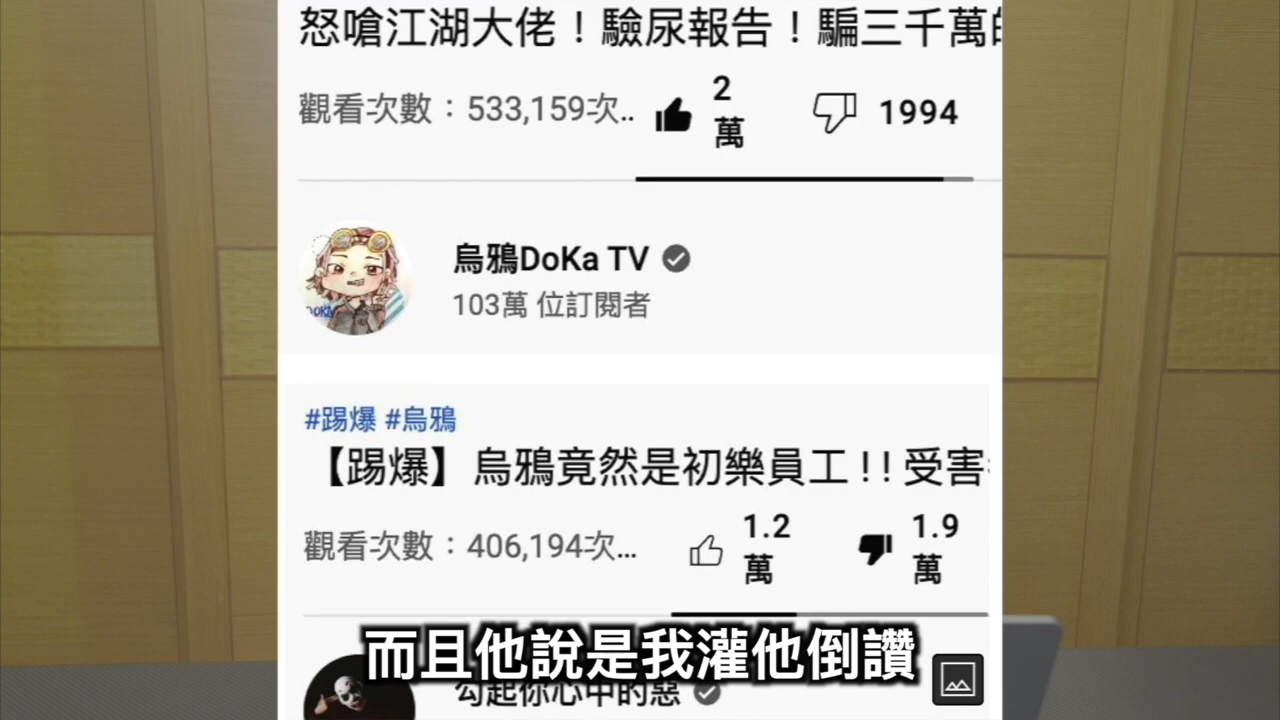 怒嗆江湖大佬！驗尿報告！騙三千萬
觀看次數：533,159次...
2
萬
1994
烏鴉DoKa TV
103萬 位訂閱者
#踢爆 #烏鴉
【踢爆】烏鴉竟然是初樂員工!!受害
觀看次數：406,194次...
1.2
萬
1.9
萬
而且他說是我灌他倒讚
勾起你心中的惡